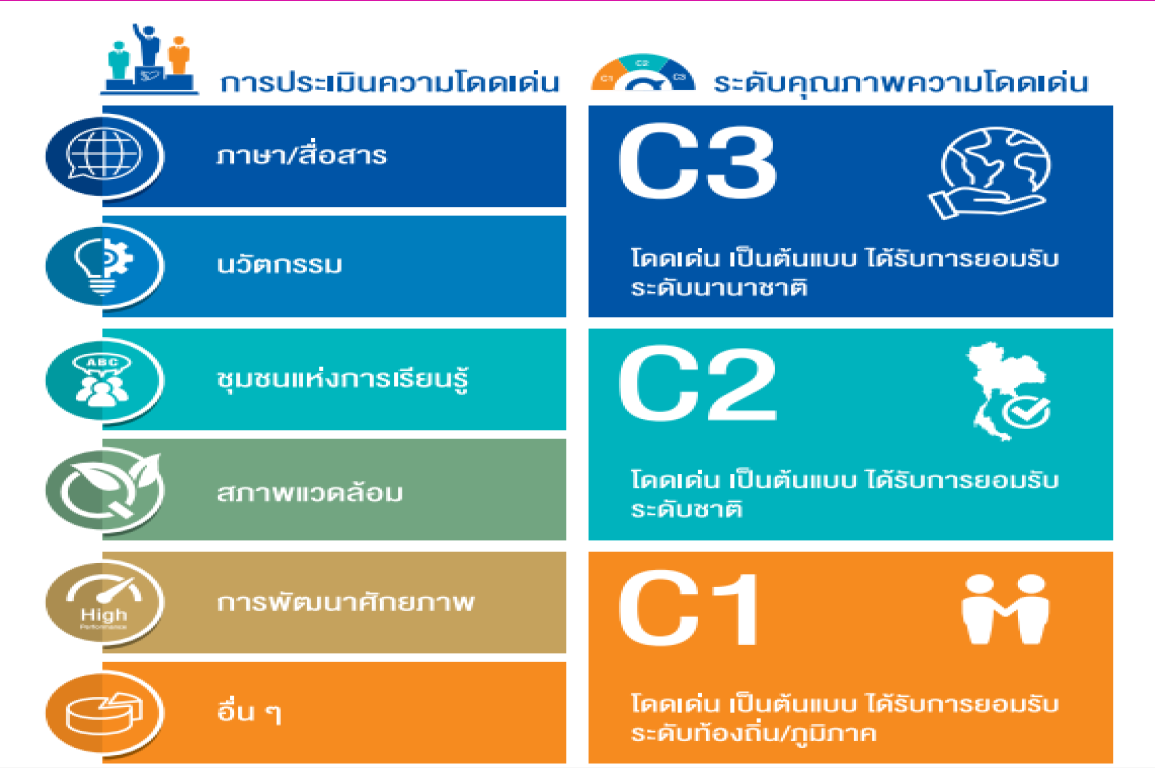 การประเมินความโดดเด่น
ภาษา/สื่อสาร
นวัตกรรม
ABC
ชุมชนแห่งการเรียนรู้
สภาพแวดล้อม
High
Performance
การพัฒนาศักยภาพ
อื่น ๆ
C1 C2 C3
ระดับคุณภาพความโดดเด่น
C3
โดดเด่น เป็นต้นแบบ ได้รับการยอมรับ
ระดับนานาชาติ
C2
โดดเด่น เป็นต้นแบบ ได้รับการยอมรับ
ระดับชาติ
C1
โดดเด่น เป็นต้นแบบ ได้รับการยอมรับ
ระดับท้องถิ่น/ภูมิภาค